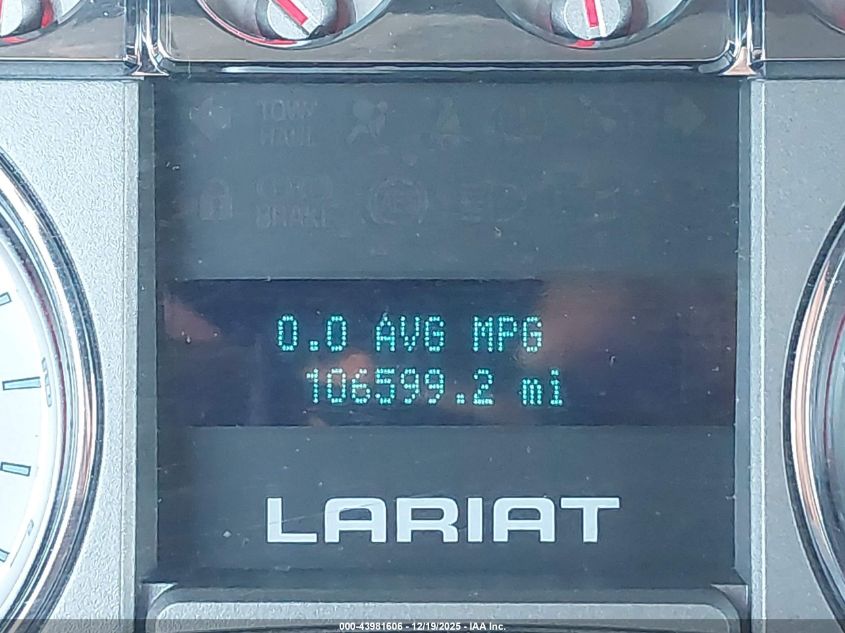 TOW/
HAUL
BRAKE
0.0 AVG MPG
106599.2 mi
LARIAT
000-43981606 - 12/19/2025 - IAA Inc.